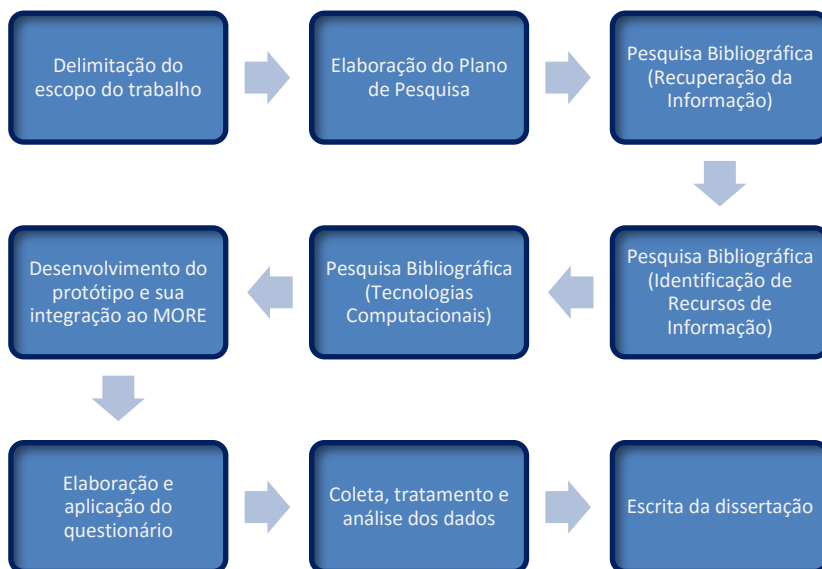 Delimitação do
escopo do trabalho
Elaboração do Plano
de Pesquisa
Pesquisa Bibliográfica
(Recuperação da
Informação)
Pesquisa Bibliográfica
(Identificação de
Recursos de
Informação)
Pesquisa Bibliográfica
(Tecnologias
Computacionais)
Desenvolvimento do
protótipo e sua
integração ao MORE
Elaboração e
aplicação do
questionário
Coleta, tratamento e
análise dos dados
Escrita da dissertação